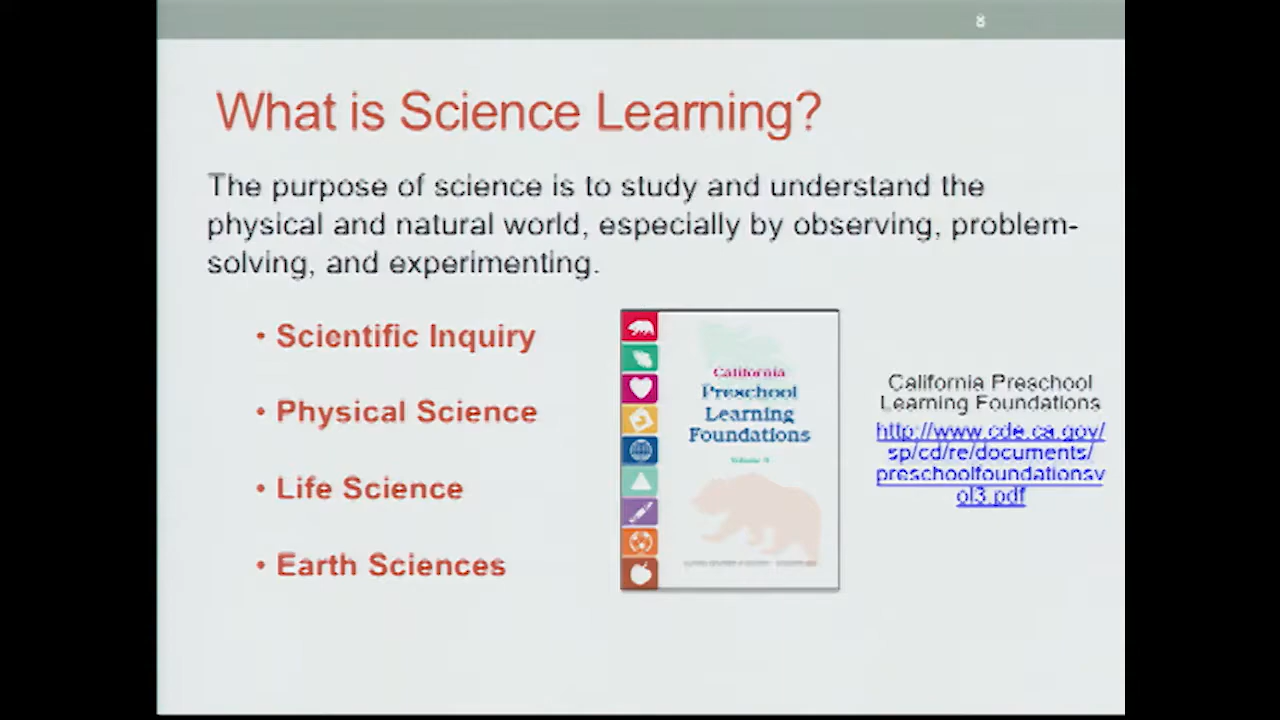 8
What is Science Learning?
The purpose of science is to study and understand the
physical and natural world, especially by observing, problem-
solving, and experimenting.
• Scientific Inquiry
• Physical Science
• Life Science
• Earth Sciences
California
Preschool
Learning
Foundations
California Preschool
Learning Foundations
http://www.cde.ca.gov/
sp/cd/re/documents/
preschoolfoundationsv
ol3.pdf